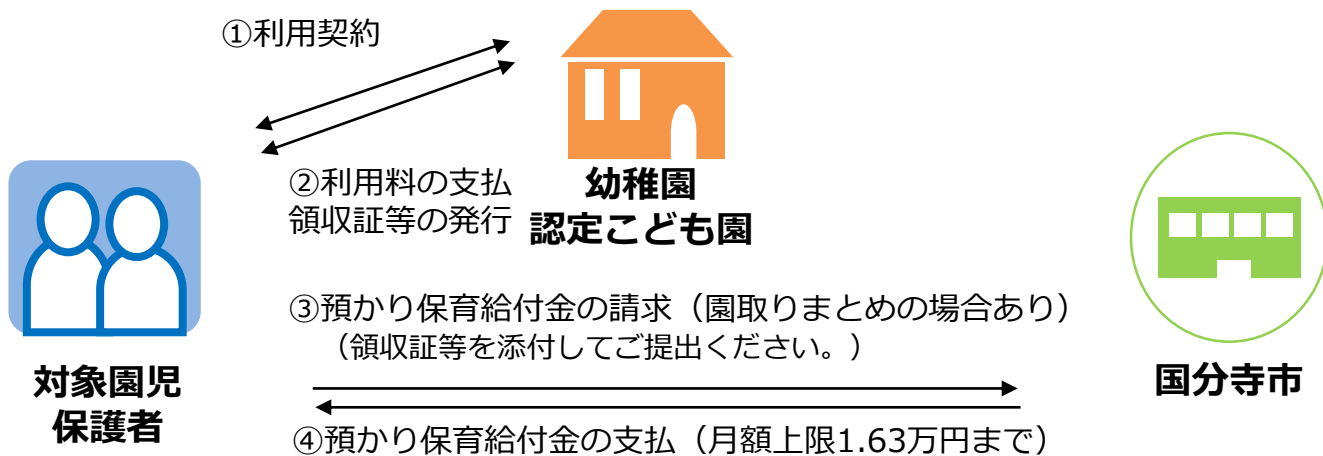 ①利用契約
②利用料の支払
領収証等の発行
幼稚園
認定こども園
③預かり保育給付金の請求（園取りまとめの場合あり）
（領収証等を添付してご提出ください。）
対象園児
保護者
国分寺市
④預かり保育給付金の支払（月額上限1.63万円まで）